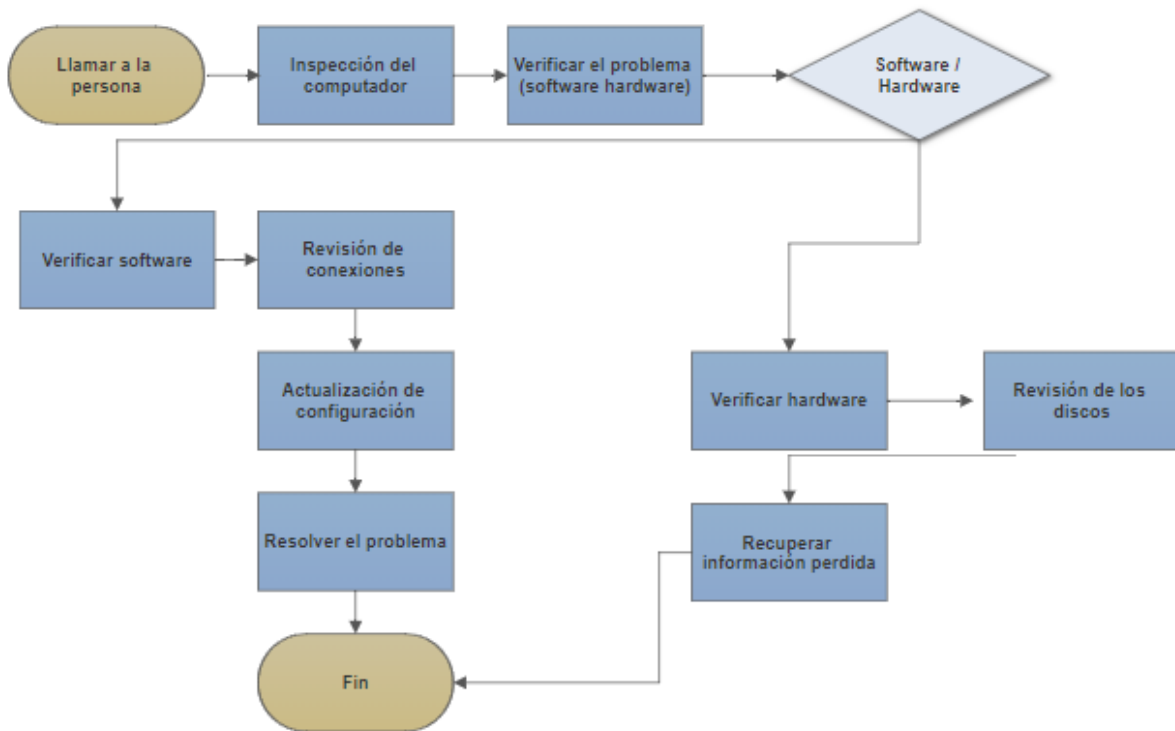 Llamar a la
persona
Inspección del
computador
Verificar el problema
(software hardware)
Software /
Hardware
Verificar software
Revisión de
conexiones
Actualización de
configuración
Resolver el problema
Verificar hardware
Revisión de los
discos
Recuperar
información perdida
Fin